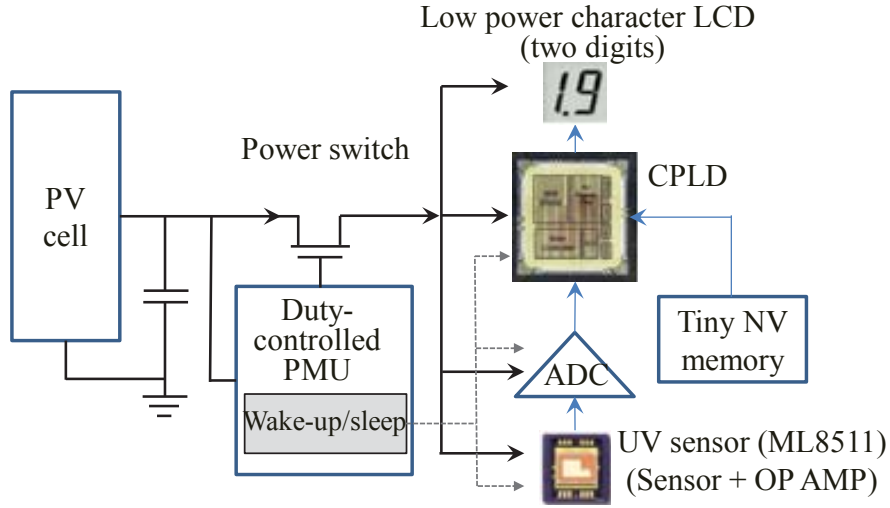 Low power character LCD
(two digits)
1.9
Power switch
CPLD
PV
cell
Duty-
controlled
PMU
Wake-up/sleep
Tiny NV
memory
ADC
UV sensor (ML8511)
(Sensor + OP AMP)